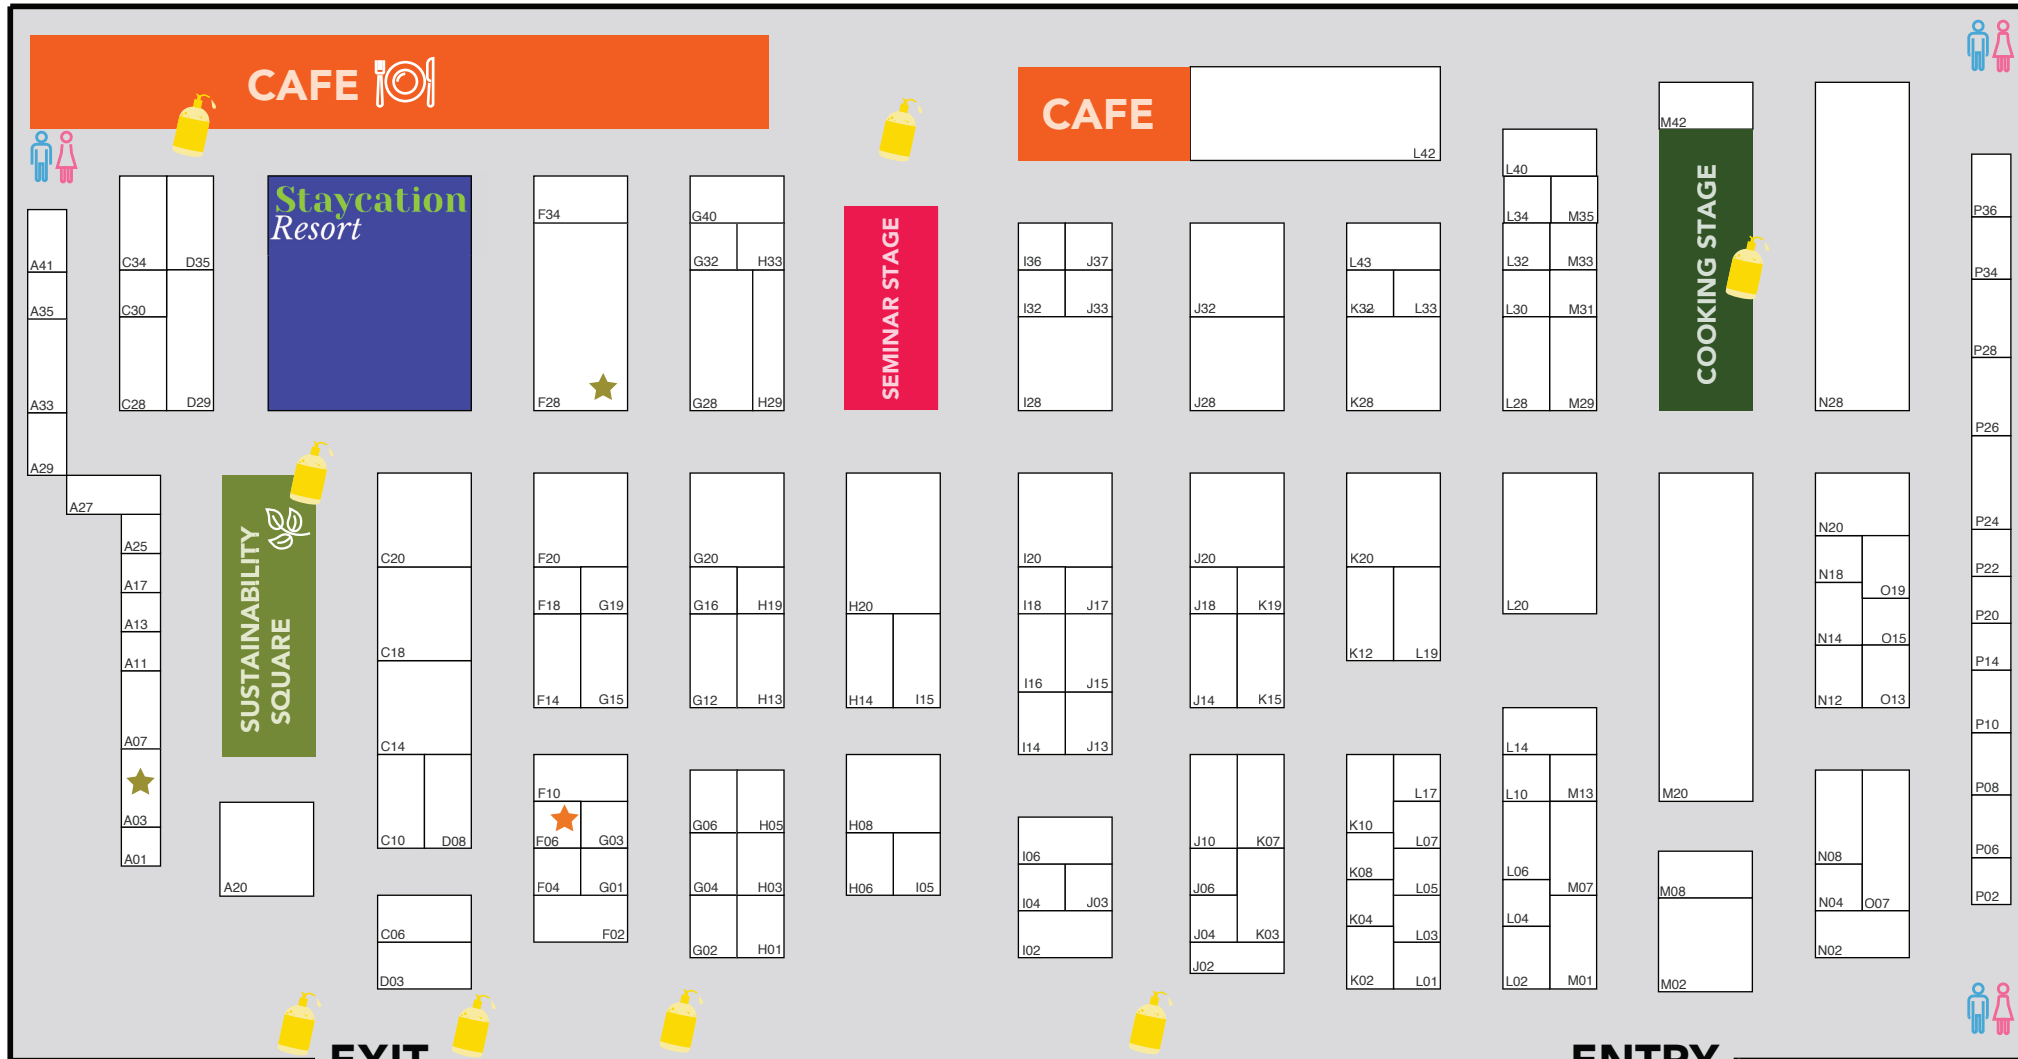 CAFE
CAFE
L42
M42
L40
L34 M35
A41
A35
A33
A29
A27
A25
A17
A13
A11
A07
A03
A01
C34 D35
C30
C28 D29
Staycation
Resort
F34
F28
G40
G32 H33
G28 H29
SEMINAR STAGE
I36 J37
I32 J33
I28
J32
J28
L43
K32 L33
K28
L32 M33
L30 M31
L28 M29
COOKING STAGE
N28
P36
P34
P28
P26
P24
P22
P20
P14
P10
P08
P06
P02
SUSTAINABILITY
SQUARE
A20
C20
C18
C14
C10 D08
C06
D03
F20
F18 G19
F14 G15
F10
F06 G03
F04 G01
F02
G20
G16 H19
G12 H13
G06 H05
G04 H03
G02 H01
H20
H14 I15
H08
H06 I05
I20
I18 J17
I16 J15
I14 J13
I06
I04 J03
I02
J20
J18 K19
J14 K15
J10 K07
J06
J04 K03
J02
K20
K12 L19
L17
K10
L07
K08
L05
K04
L03
K02 L01
L20
L14
L10 M13
L06
M07
L04
L02 M01
M20
M08
M02
N20
N18
O19
N14 O15
N12 O13
N08
N04 O07
N02
EXIT
ENTRY